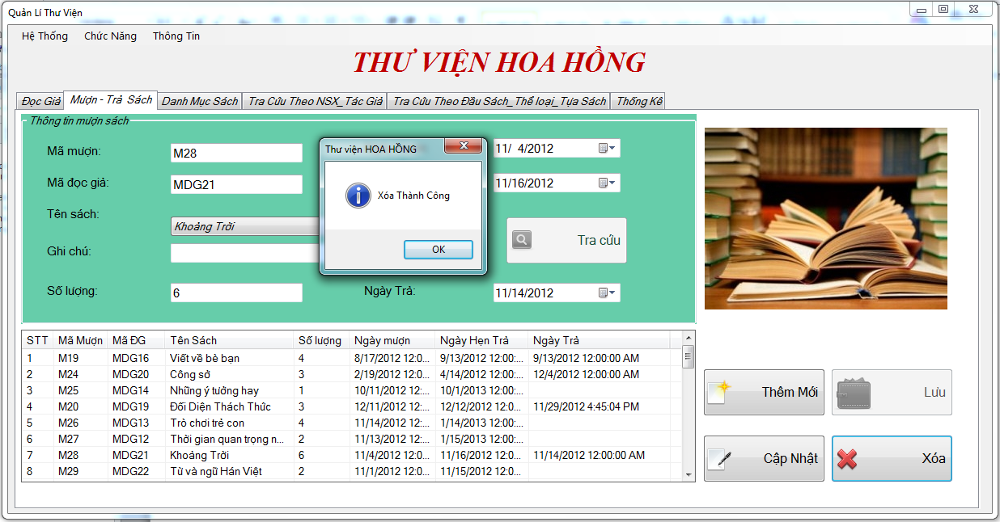 Quản Lí Thư Viện
Hệ Thống Chức Năng Thông Tin
THƯ VIỆN HOA HỒNG
Đọc Giả Mượn - Trả Sách Danh Mục Sách Tra Cứu Theo NSX_Tác Giả Tra Cứu Theo Đầu Sách_Thể loại_Tựa Sách Thống Kê
Thông tin mượn sách
Mã mượn: M28 11/ 4/2012
Mã đọc giả: MDG21 11/16/2012
Tên sách: Khoảng Trời
Ghi chú:
Số lượng: 6 Ngày Trả: 11/14/2012
Tra cứu
Thư viện HOA HỒNG
Xóa Thành Công
OK
STT Mã Mượn Mã ĐG Tên Sách Số lượng Ngày mượn Ngày Hẹn Trả Ngày Trả
1 M19 MDG16 Viết về bè bạn 4 8/17/2012 12:0... 9/13/2012 12:00:... 9/13/2012 12:00:00 AM
2 M24 MDG20 Công sở 3 2/19/2012 12:0... 4/14/2012 12:00:... 12/4/2012 12:00:00 AM
3 M25 MDG14 Những ý tưởng hay 1 10/11/2012 12:... 10/1/2013 12:00:...
4 M20 MDG19 Đối Diện Thách Thức 3 12/11/2012 12:... 12/12/2012 12:0... 11/29/2012 4:45:04 PM
5 M26 MDG13 Trò chơi trẻ con 4 11/14/2012 12:... 1/14/2013 12:00:...
6 M27 MDG12 Thời gian quan trọng n... 2 11/13/2012 12:... 1/15/2013 12:00:...
7 M28 MDG21 Khoảng Trời 6 11/4/2012 12:0... 11/16/2012 12:0... 11/14/2012 12:00:00 AM
8 M29 MDG22 Từ và ngữ Hán Việt 2 11/1/2012 12:0... 11/15/2012 12:0...
Thêm Mới Lưu
Cập Nhật Xóa